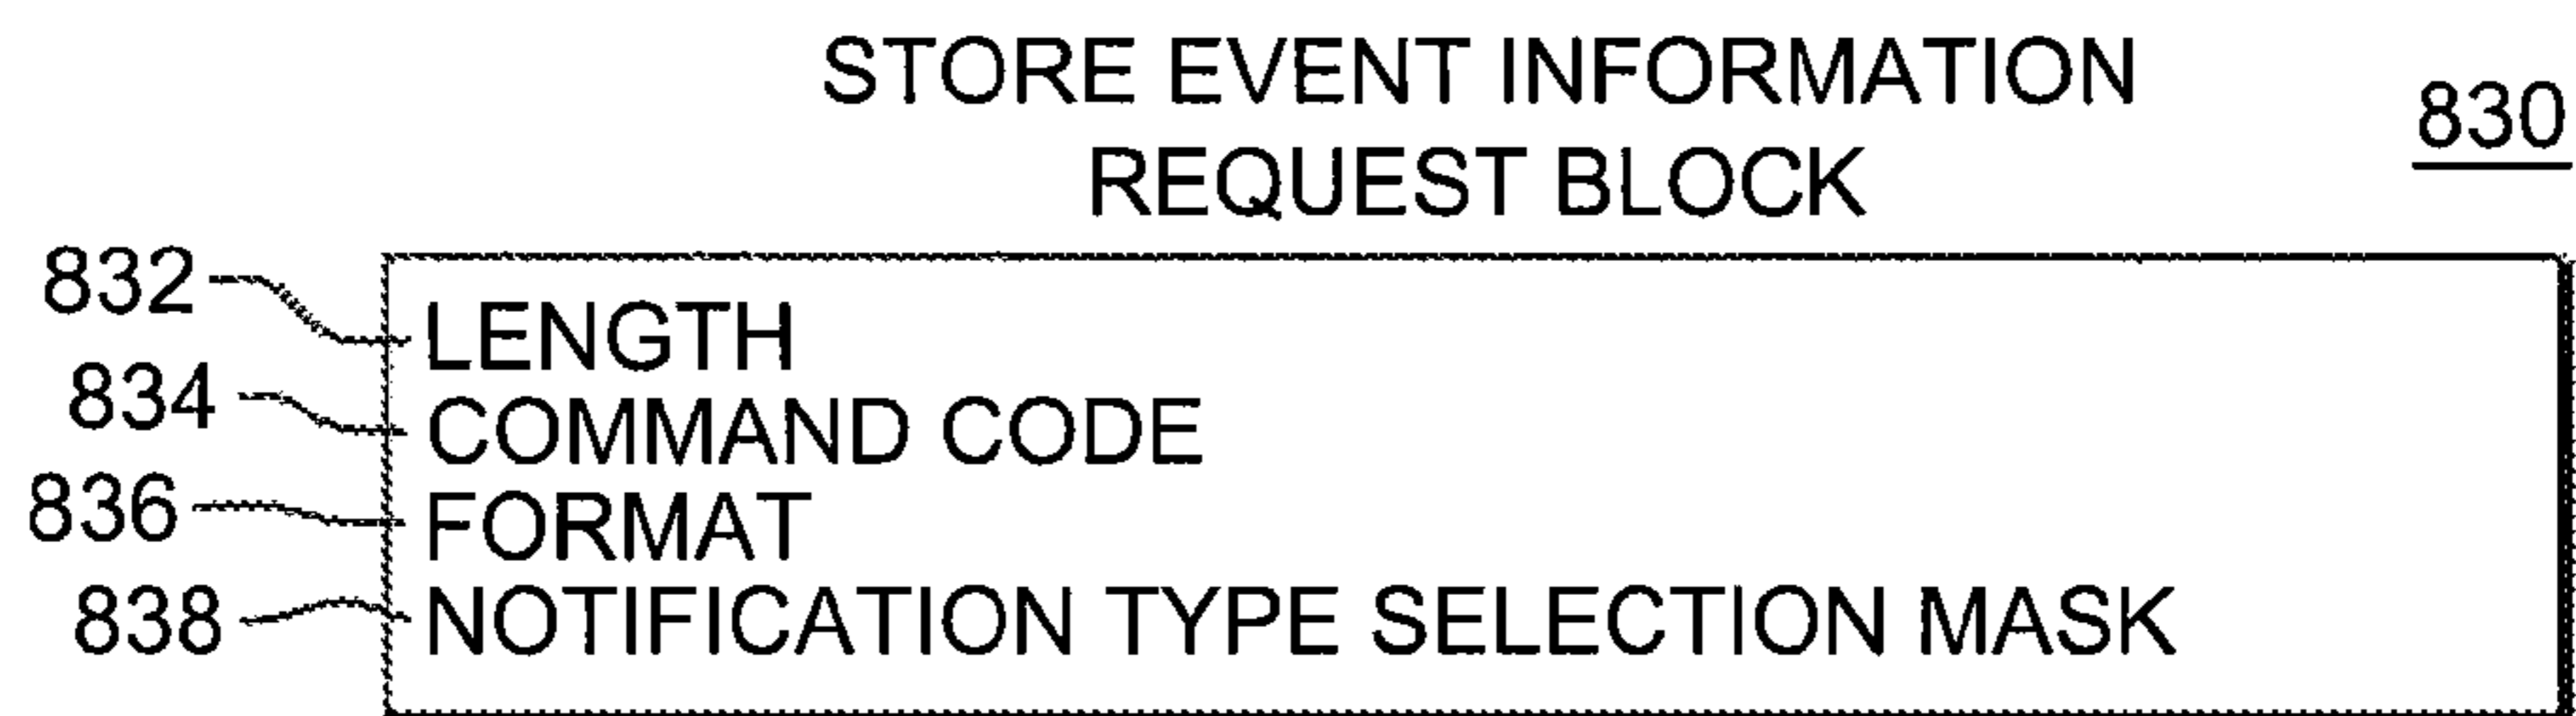 STORE EVENT INFORMATION
REQUEST BLOCK
830
832 LENGTH
834 COMMAND CODE
836 FORMAT
838 NOTIFICATION TYPE SELECTION MASK